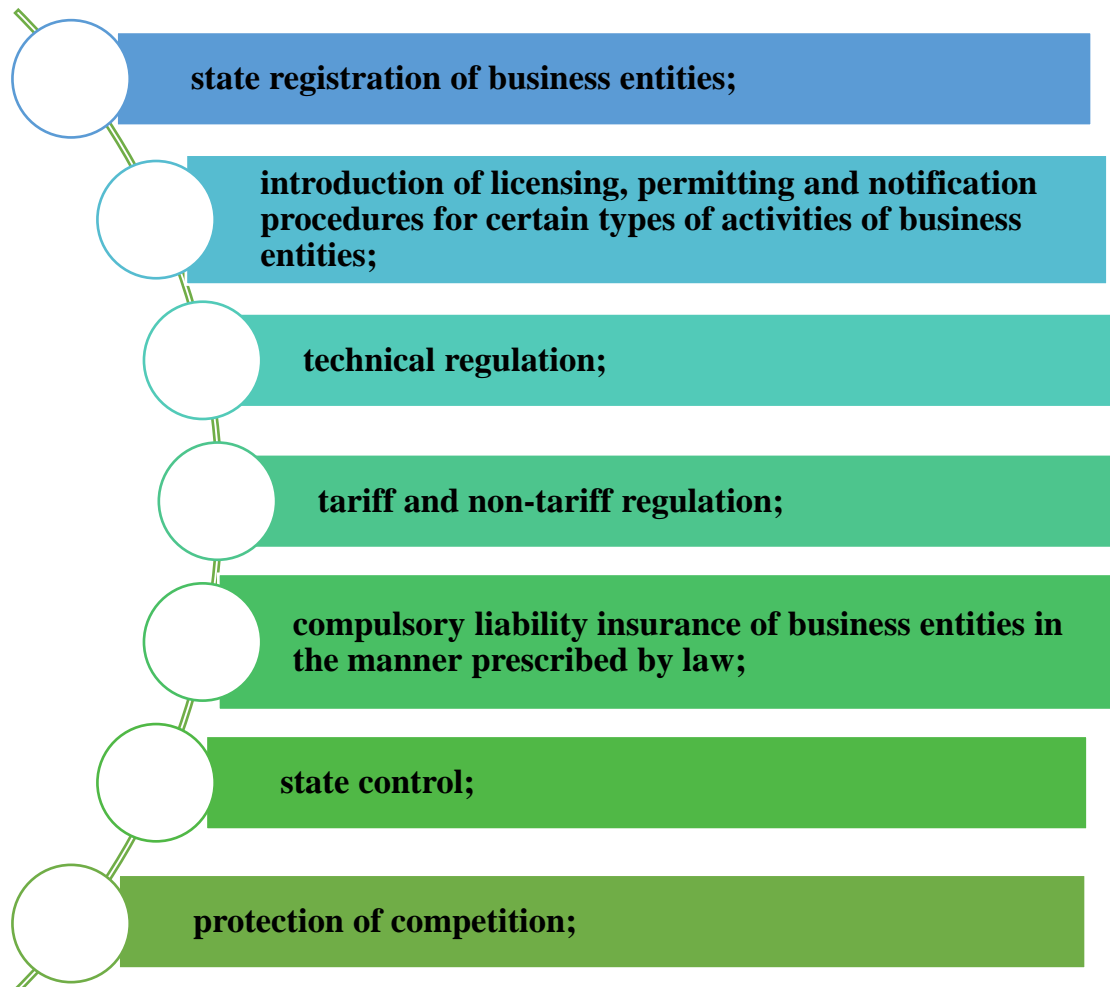 state registration of business entities;
introduction of licensing, permitting and notification
procedures for certain types of activities of business
entities;
technical regulation;
tariff and non-tariff regulation;
compulsory liability insurance of business entities in
the manner prescribed by law;
state control;
protection of competition;